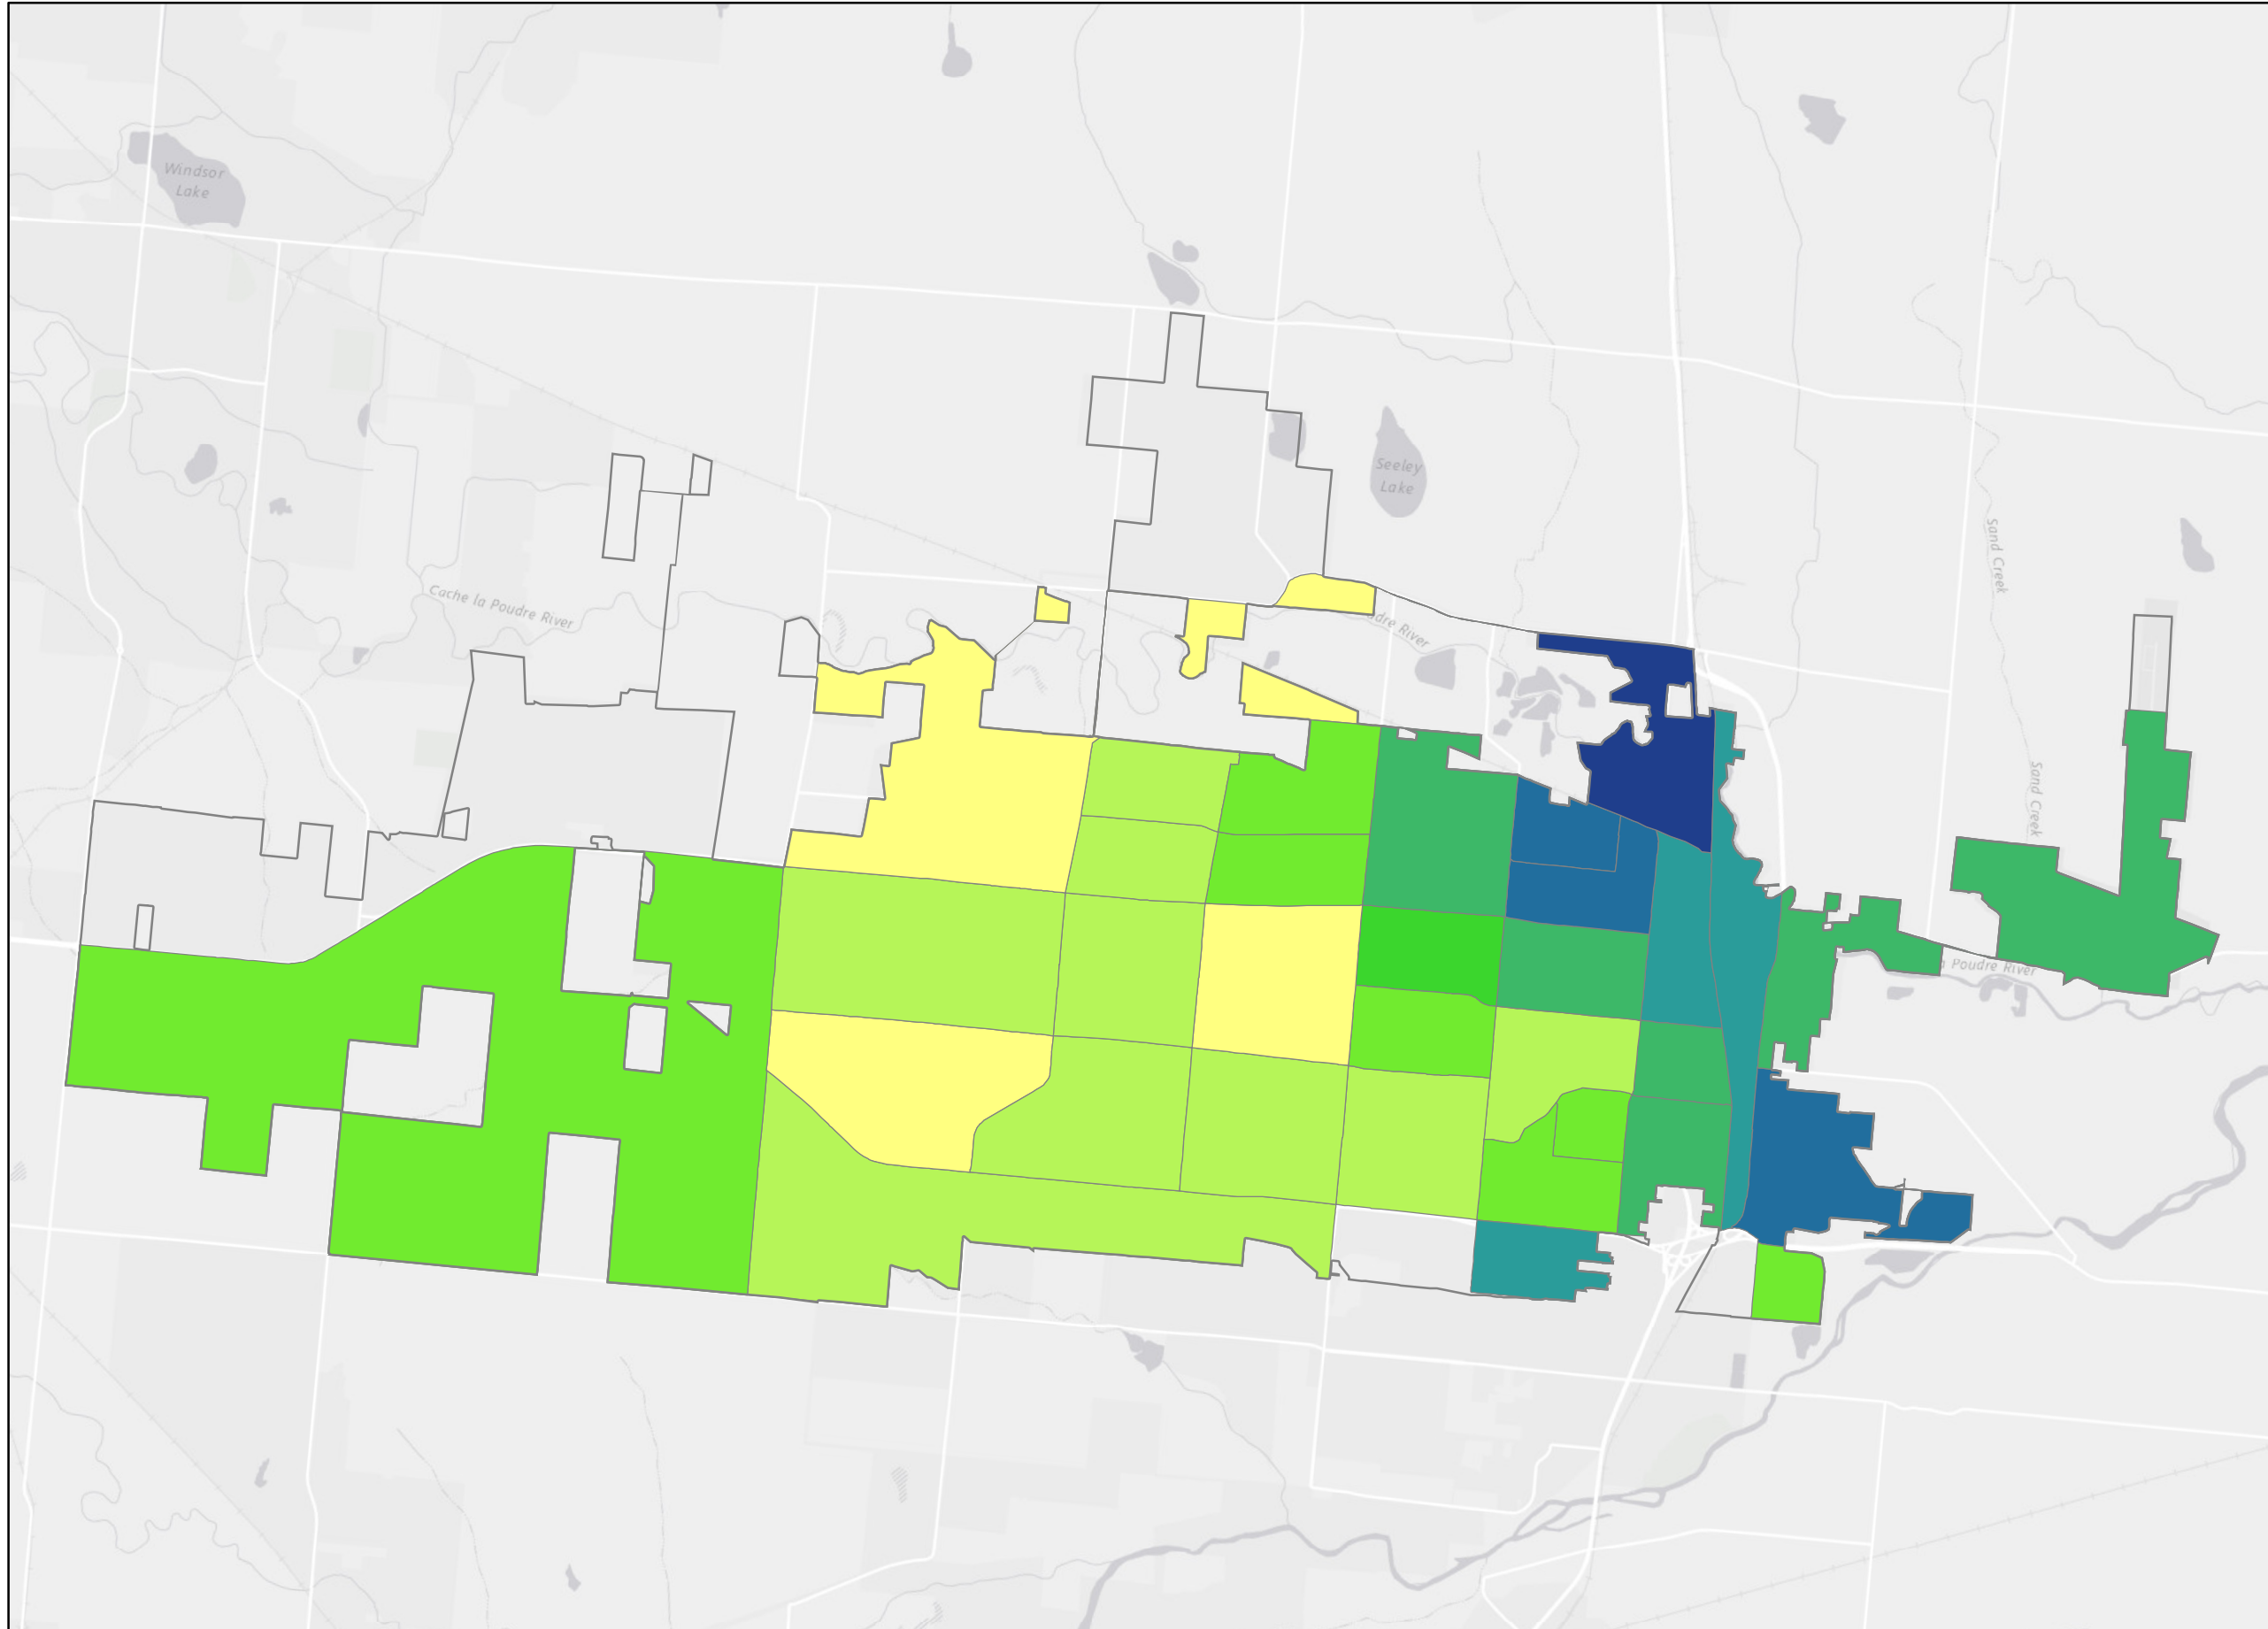 Windsor
Lake
Seeley
Lake
Sand Creek
Cache la Poudre River
dre River
Sand Creek
a Poudre River